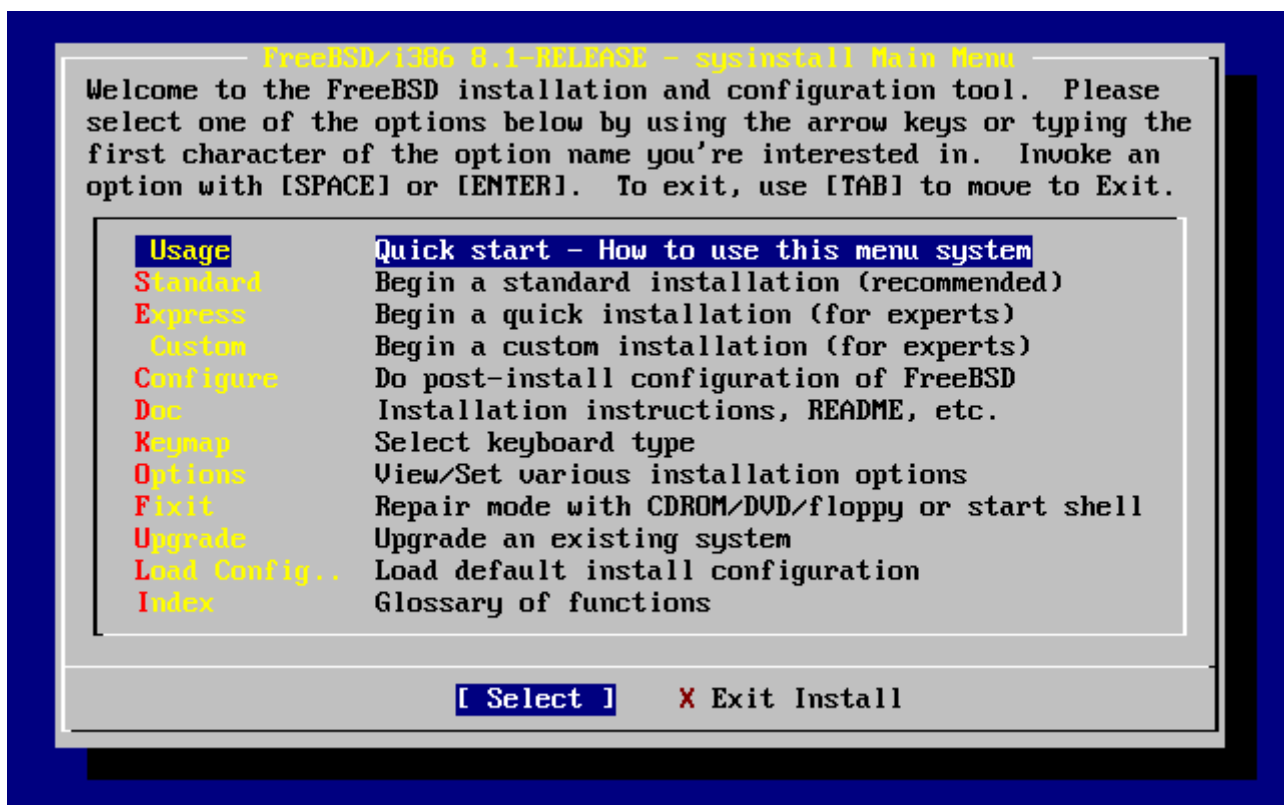 FreeBSD/i386 8.1-RELEASE - sysinstall Main Menu
Welcome to the FreeBSD installation and configuration tool.  Please
select one of the options below by using the arrow keys or typing the
first character of the option name you're interested in.  Invoke an
option with [SPACE] or [ENTER].  To exit, use [TAB] to move to Exit.
Usage Quick start - How to use this menu system
Standard Begin a standard installation (recommended)
Express Begin a quick installation (for experts)
Custom Begin a custom installation (for experts)
Configure Do post-install configuration of FreeBSD
Doc Installation instructions, README, etc.
Keymap Select keyboard type
Options View/Set various installation options
Fixit Repair mode with CDROM/DVD/floppy or start shell
Upgrade Upgrade an existing system
Load Config.. Load default install configuration
Index Glossary of functions
[ Select ] X Exit Install